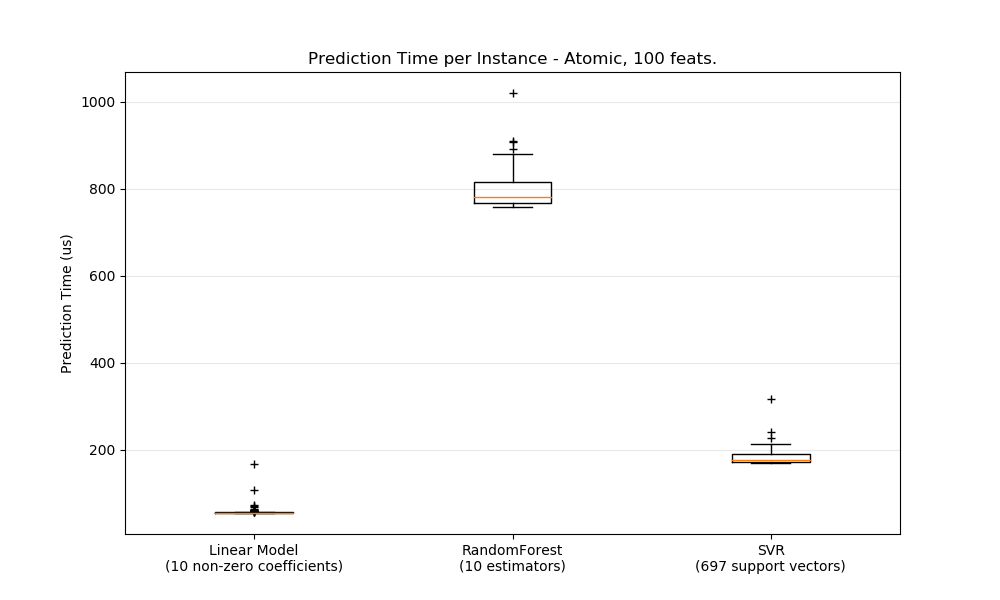 Prediction Time per Instance - Atomic, 100 feats.
1000
800
600
400
200
Prediction Time (us)
Linear Model
(10 non-zero coefficients)
RandomForest
(10 estimators)
SVR
(697 support vectors)